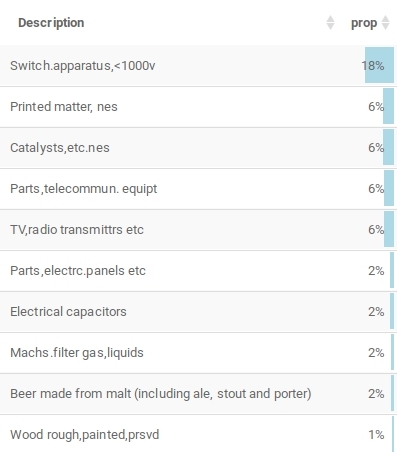 Description prop
Switch.apparatus,<1000v 18%
Printed matter, nes 6%
Catalysts,etc.nes 6%
Parts,telecommun. equipt 6%
TV,radio transmittrs etc 6%
Parts,electrc.panels etc 2%
Electrical capacitors 2%
Machs.filter gas,liquids 2%
Beer made from malt (including ale, stout and porter) 2%
Wood rough,painted,prsvd 1%